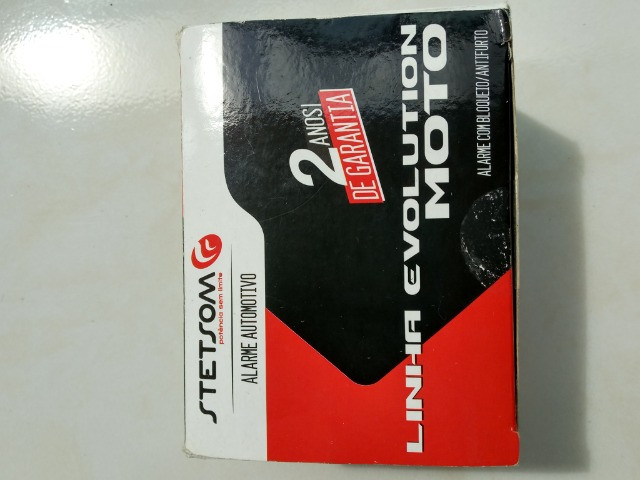 STETSOM
potência sem limite
ALARME AUTOMOTIVO
2 ANOS!
DE GARANTIA
LINHA EVOLUTION
MOTO
ALARME COM BLOQUEIO/ANTIFURTO